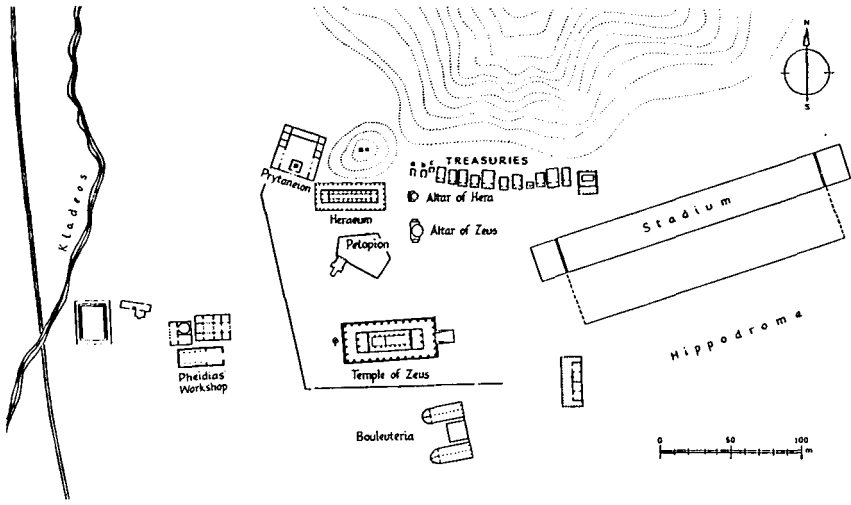 N
S
TREASURIES
A B C
Prytaneion
Altar of Hera
Heraeum
Stadium
Kladeos
Altar of Zeus
Pelopion
Hippodroma
Pheidias'
Workshop
Temple of Zeus
Bouleuteria
0 50 100
m